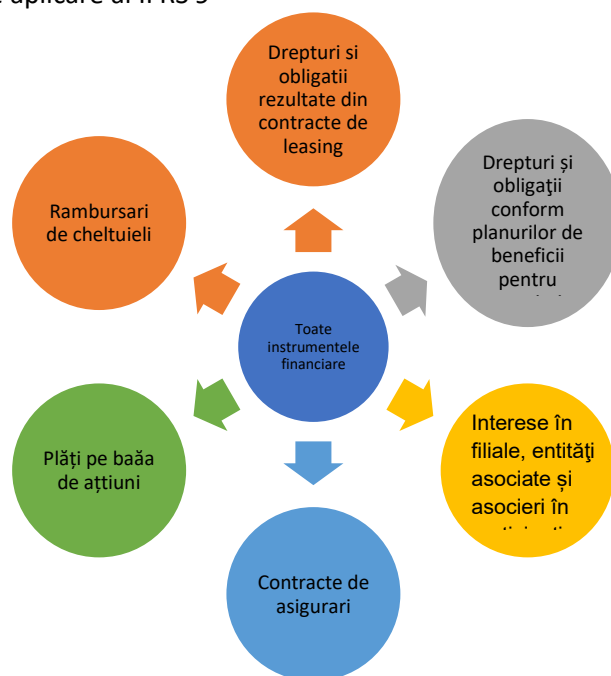 aplicare al IFRS 9
Drepturi si
obligatii
rezultate din
contracte de
leasing
Drepturi și
obligaţii
conform
planurilor de
beneficii
pentru
Rambursari
de cheltuieli
Toate
instrumentele
financiare
Interese în
filiale, entităţi
asociate și
asocieri în
Plăți pe baăa
de ațtiuni
Contracte de
asigurari